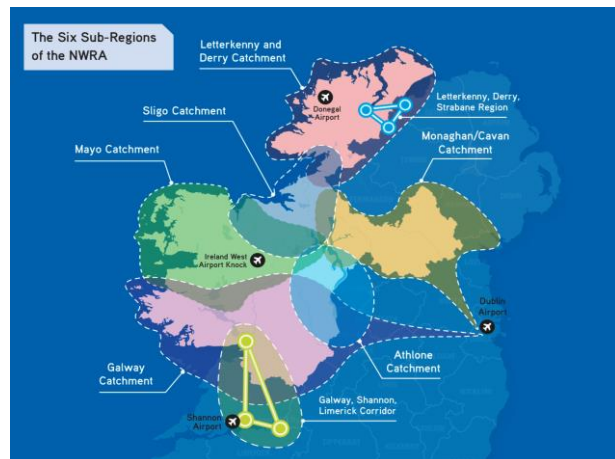 The Six Sub-Regions
of the NWRA
Letterkenny and
Derry Catchment
Donegal
Airport
Letterkenny, Derry,
Strabane Region
Sligo Catchment
Monaghan/Cavan
Catchment
Mayo Catchment
Ireland West
Airport Knock
Dublin
Airport
Galway
Catchment
Athlone
Catchment
Shannon
Airport
Galway, Shannon,
Limerick Corridor